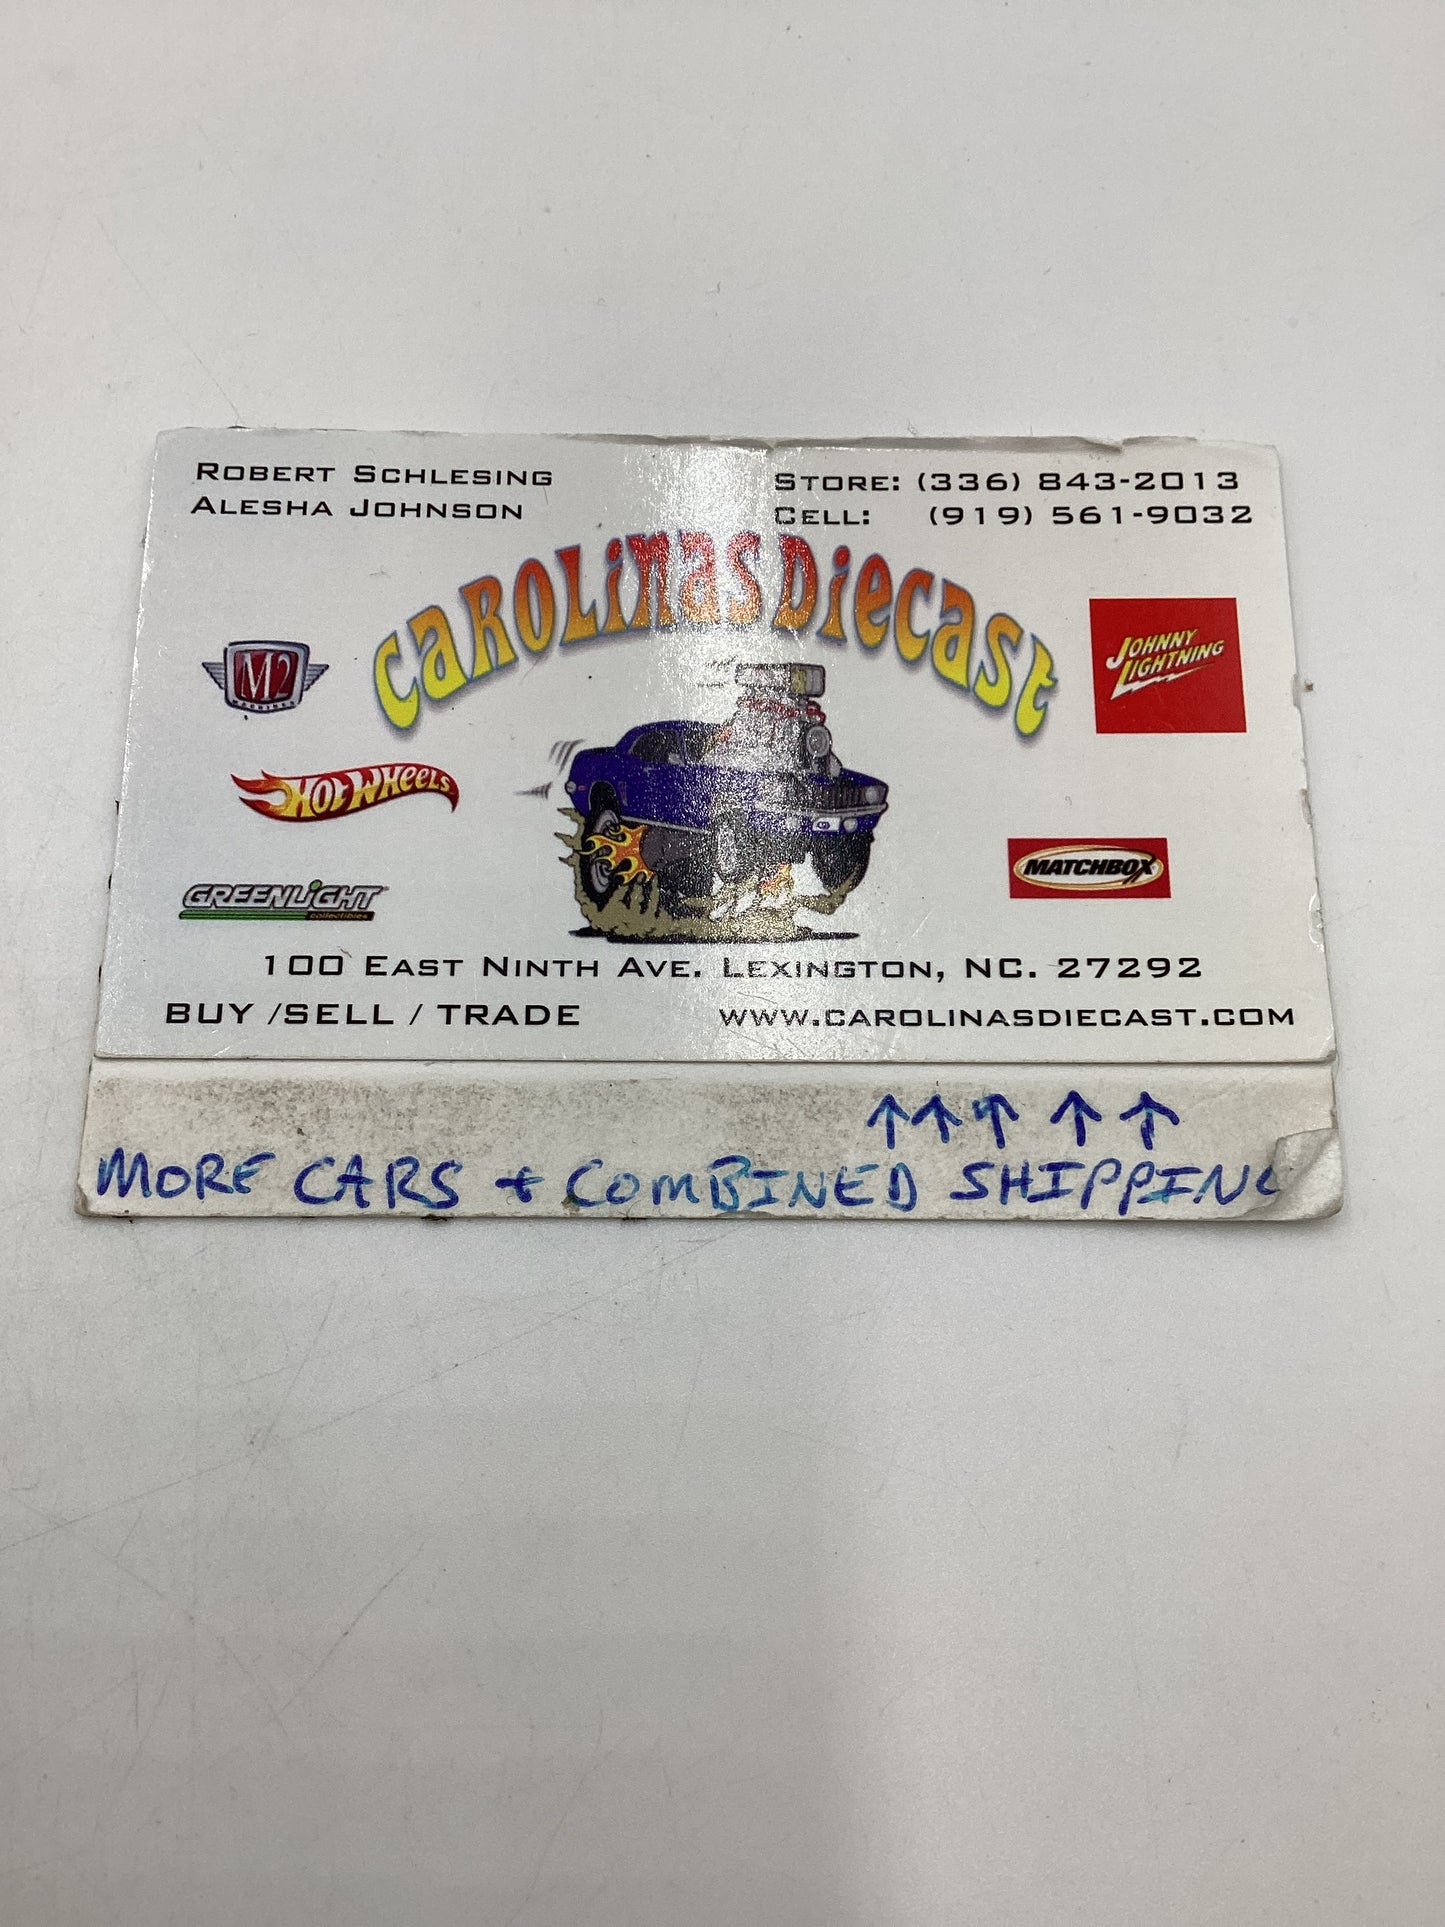 ROBERT SCHLESING
ALESHA JOHNSON
STORE: (336) 843-2013
CELL: (919) 561-9032
CAROLINAS DIECAST
M2
MACHINES
JOHNNY
LIGHTNING
HOT WHEELS
MATCHBOX
GREENLIGHT
collectibles
100 EAST NINTH AVE. LEXINGTON, NC. 27292
BUY /SELL / TRADE
WWW.CAROLINASDIECAST.COM
↑ ↑ ↑ ↑ ↑
MORE CARS + COMBINED SHIPPING